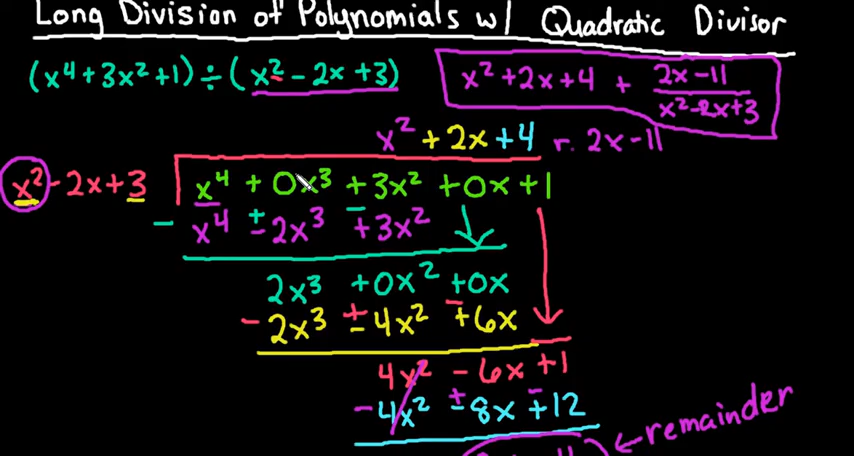 Long Division of Polynomials w/ Quadratic Divisor
(x⁴ + 3x² + 1) ÷ (x² - 2x + 3)
x² + 2x + 4 + (2x - 11)/(x² - 2x + 3)
x² + 2x + 4 r. 2x - 11
x² - 2x + 3 | x⁴ + 0x³ + 3x² + 0x + 1
- x⁴ ± 2x³ + 3x²
2x³ + 0x² + 0x
- 2x³ ± 4x² + 6x
4x² - 6x + 1
- 4x² ± 8x + 12
← remainder